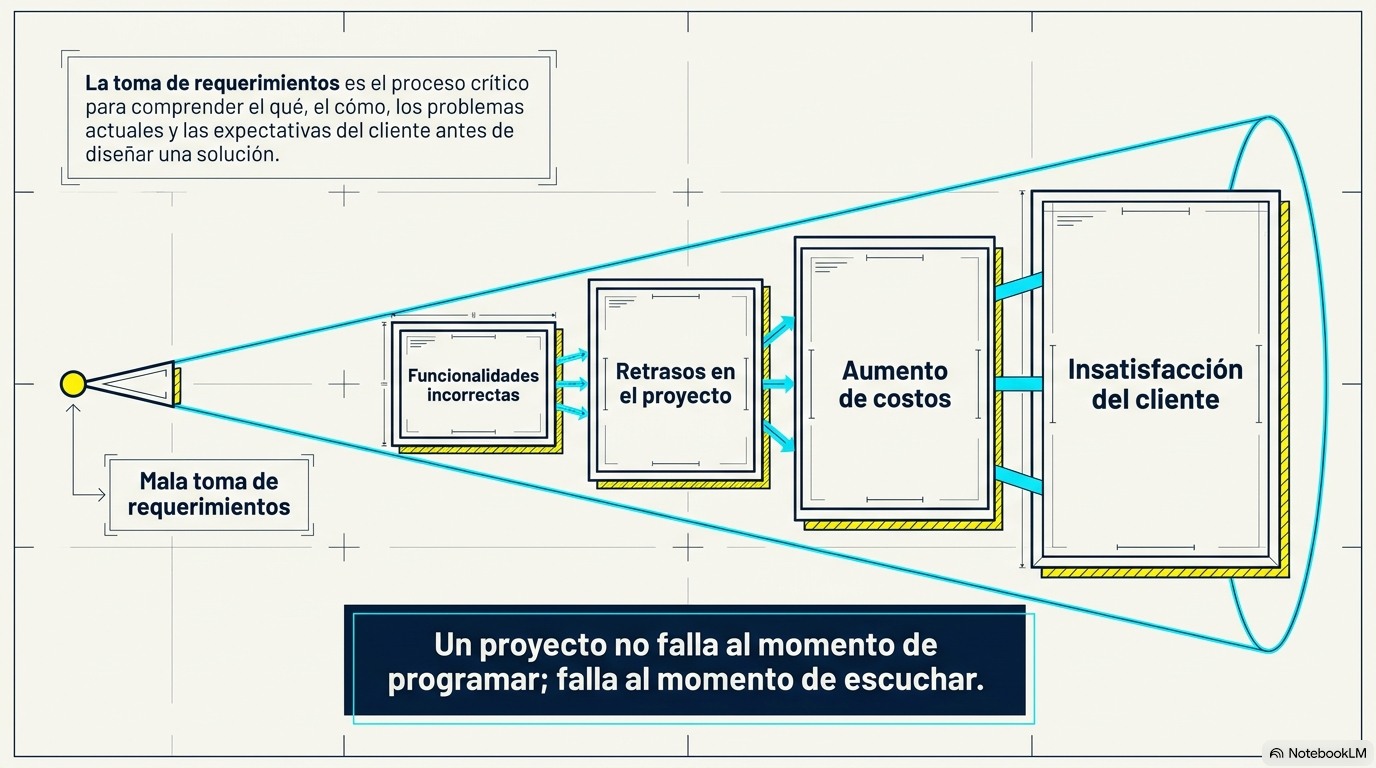 La toma de requerimientos es el proceso crítico
para comprender el qué, el cómo, los problemas
actuales y las expectativas del cliente antes de
diseñar una solución.
Mala toma de
requerimientos
Funcionalidades
incorrectas
Retrasos en
el proyecto
Aumento
de costos
Insatisfacción
del cliente
Un proyecto no falla al momento de
programar; falla al momento de escuchar.
NotebookLM